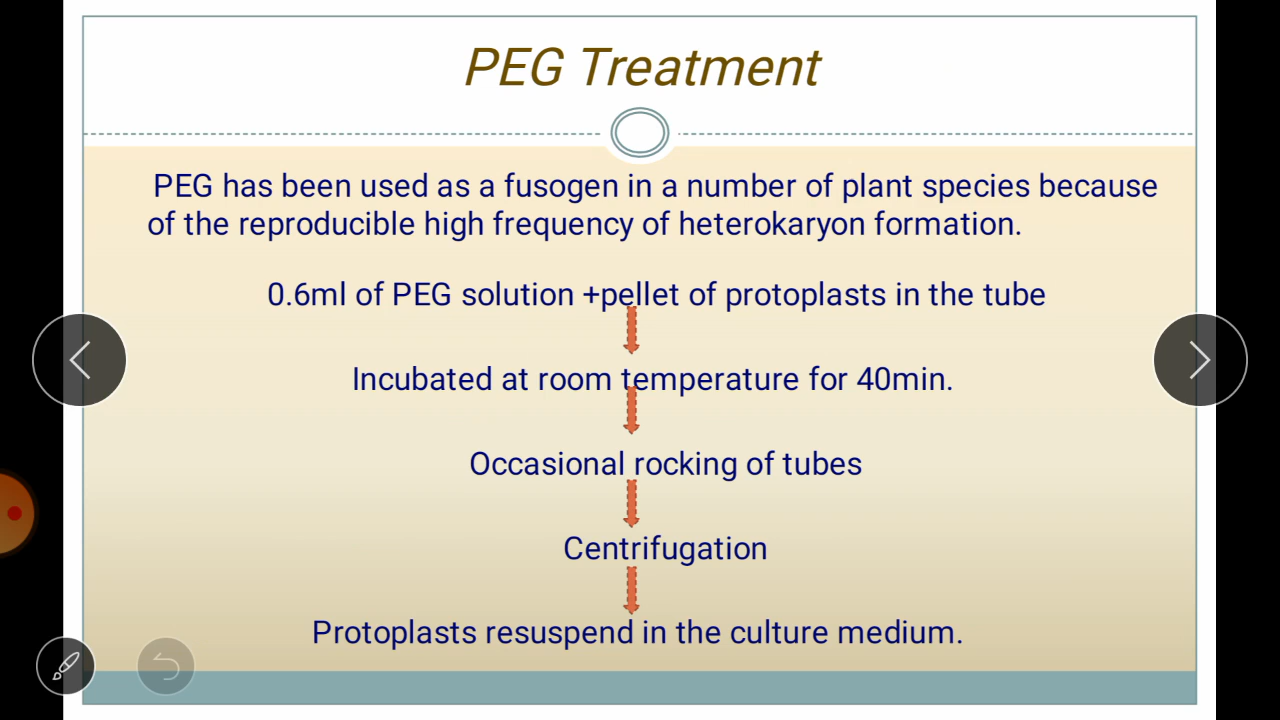 PEG Treatment
PEG has been used as a fusogen in a number of plant species because
of the reproducible high frequency of heterokaryon formation.
0.6ml of PEG solution +pellet of protoplasts in the tube
Incubated at room temperature for 40min.
Occasional rocking of tubes
Centrifugation
Protoplasts resuspend in the culture medium.